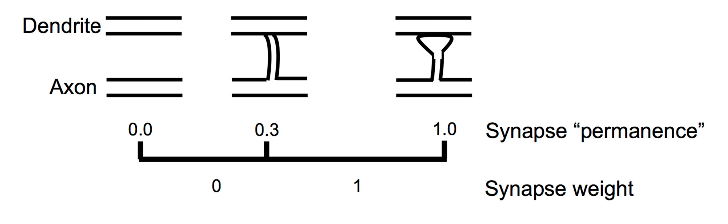 Dendrite
Axon
0.0 0.3 1.0 Synapse “permanence”
0 1 Synapse weight